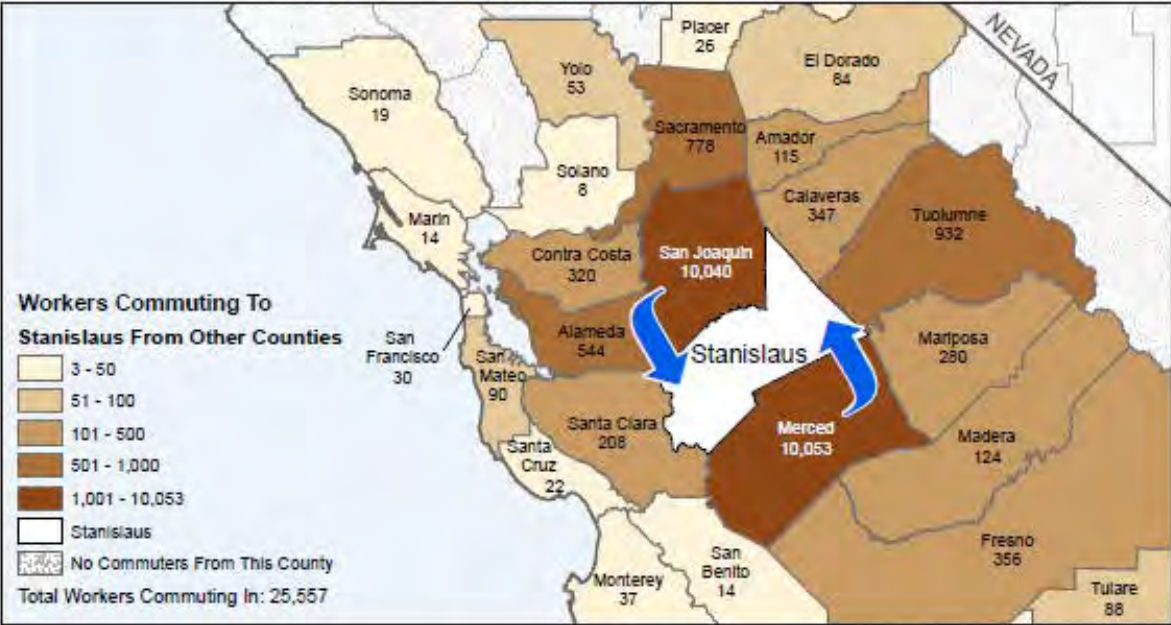 Placer
26
NEVADA
El Dorado
84
Yolo
53
Sonoma
19
Sacramento
778
Amador
115
Solano
8
Calaveras
347
Tuolumne
932
Marin
14
Contra Costa
320
San Joaquin
10,040
Workers Commuting To
Stanislaus From Other Counties
3 - 50
51 - 100
101 - 500
501 - 1,000
1,001 - 10,053
Stanislaus
No Commuters From This County
Total Workers Commuting In: 25,557
San
Francisco
30
Alameda
544
Stanislaus
Mariposa
280
San
Mateo
90
Santa Clara
208
Merced
10,053
Madera
124
Santa
Cruz
22
Fresno
356
San
Benito
14
Monterey
37
Tulare
88